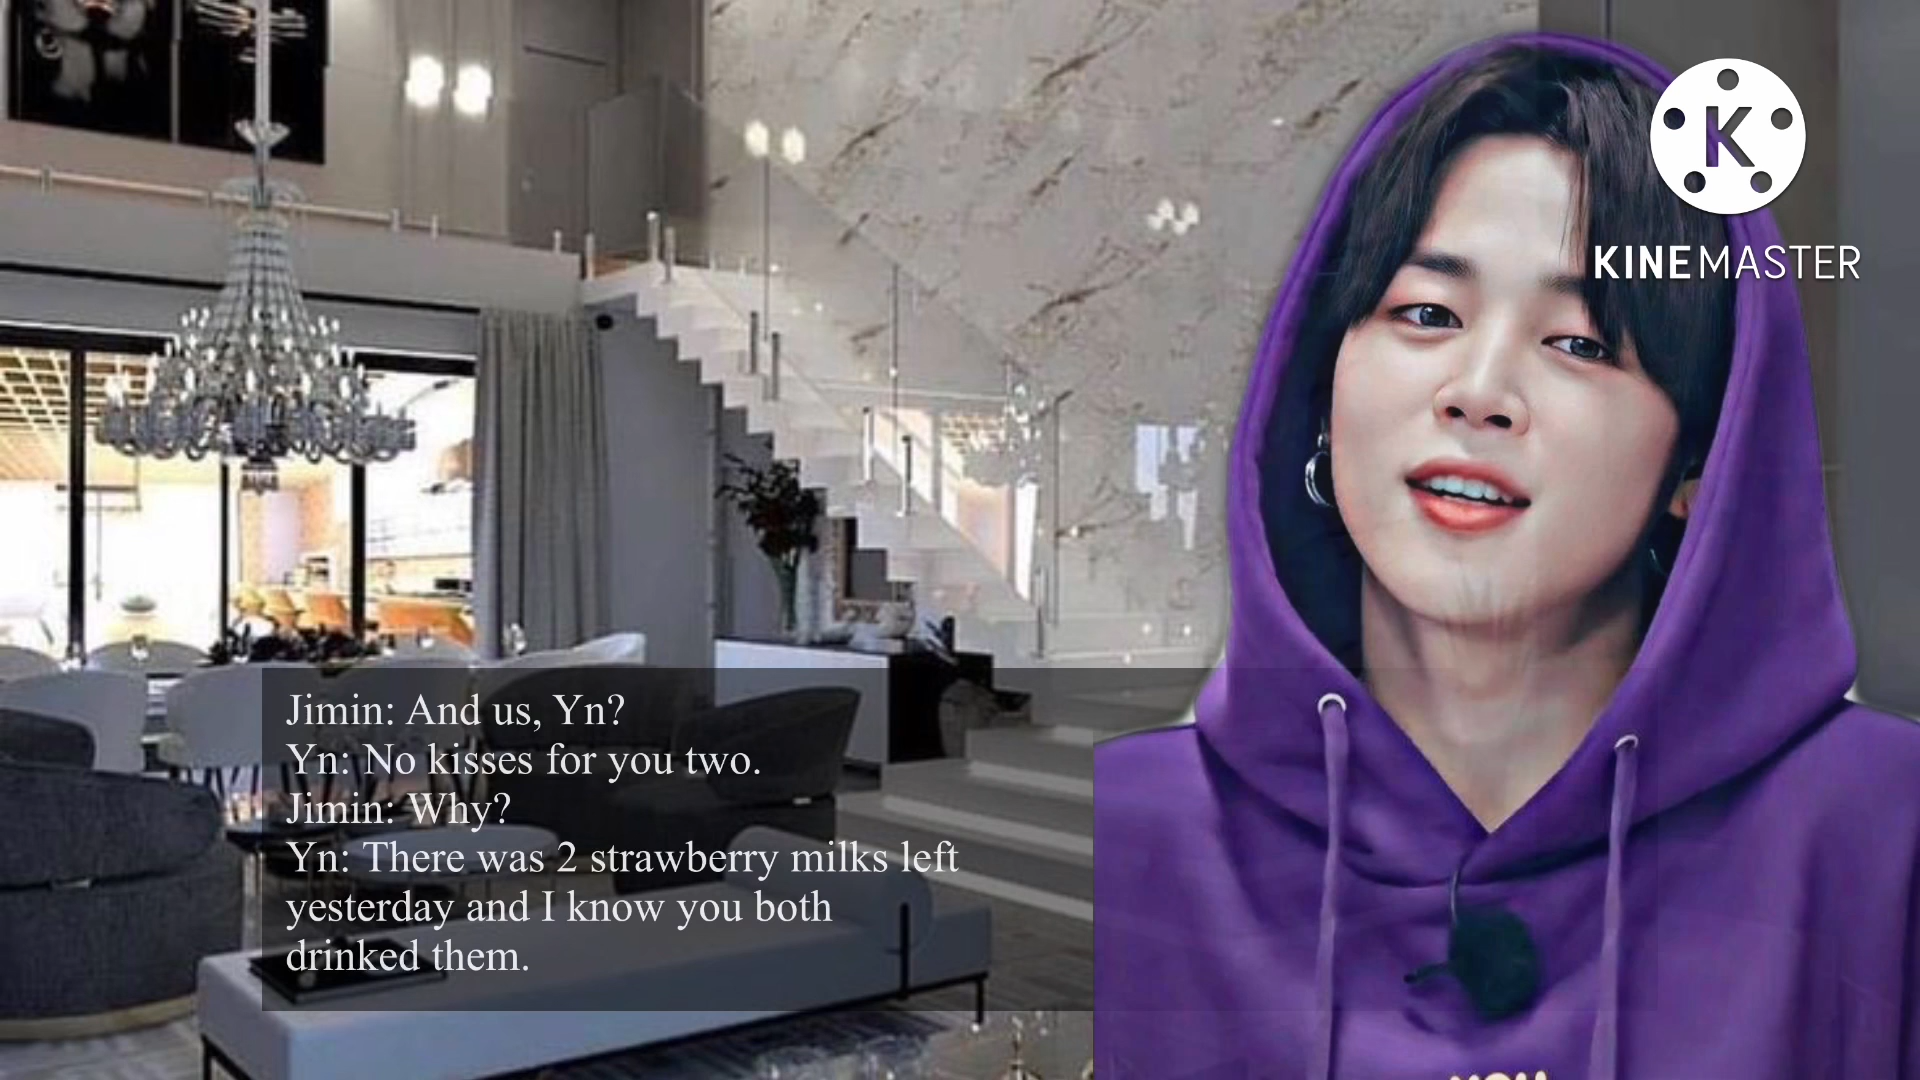 K
KINEMASTER
Jimin: And us, Yn?
Yn: No kisses for you two.
Jimin: Why?
Yn: There was 2 strawberry milks left
yesterday and I know you both
drinked them.